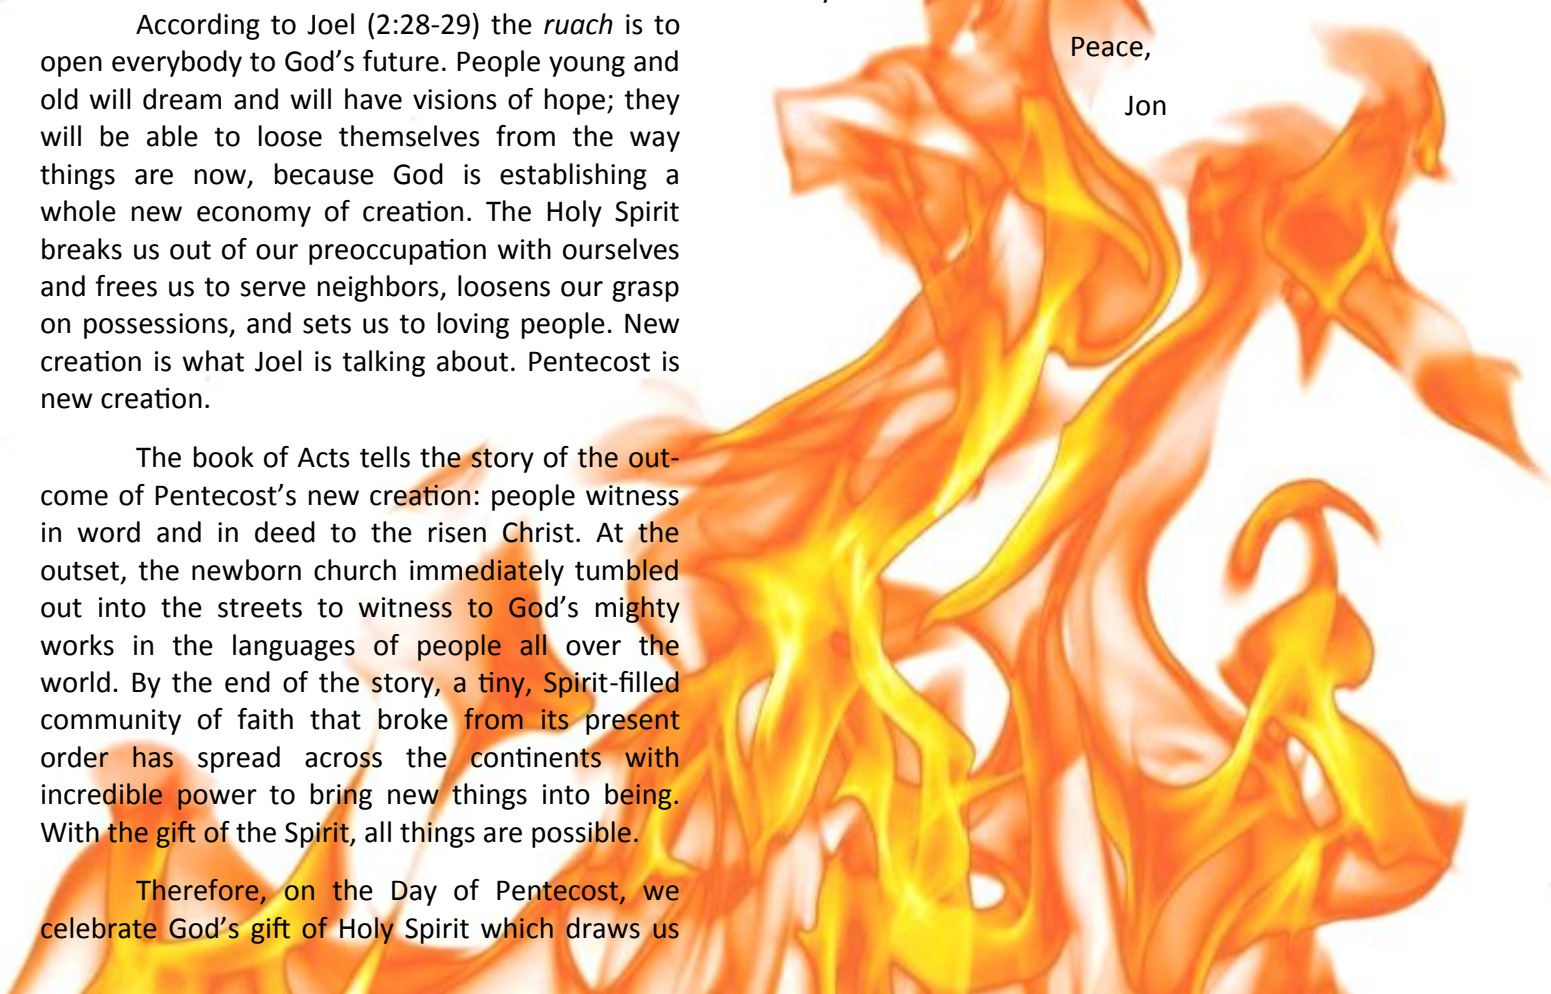 According to Joel (2:28-29) the ruach is to
open everybody to God’s future. People young and
old will dream and will have visions of hope; they
will be able to loose themselves from the way
things are now, because God is establishing a
whole new economy of creation. The Holy Spirit
breaks us out of our preoccupation with ourselves
and frees us to serve neighbors, loosens our grasp
on possessions, and sets us to loving people. New
creation is what Joel is talking about. Pentecost is
new creation.
The book of Acts tells the story of the out-
come of Pentecost’s new creation: people witness
in word and in deed to the risen Christ. At the
outset, the newborn church immediately tumbled
out into the streets to witness to God’s mighty
works in the languages of people all over the
world. By the end of the story, a tiny, Spirit-filled
community of faith that broke from its present
order has spread across the continents with
incredible power to bring new things into being.
With the gift of the Spirit, all things are possible.
Therefore, on the Day of Pentecost, we
celebrate God’s gift of Holy Spirit which draws us
Peace,
Jon